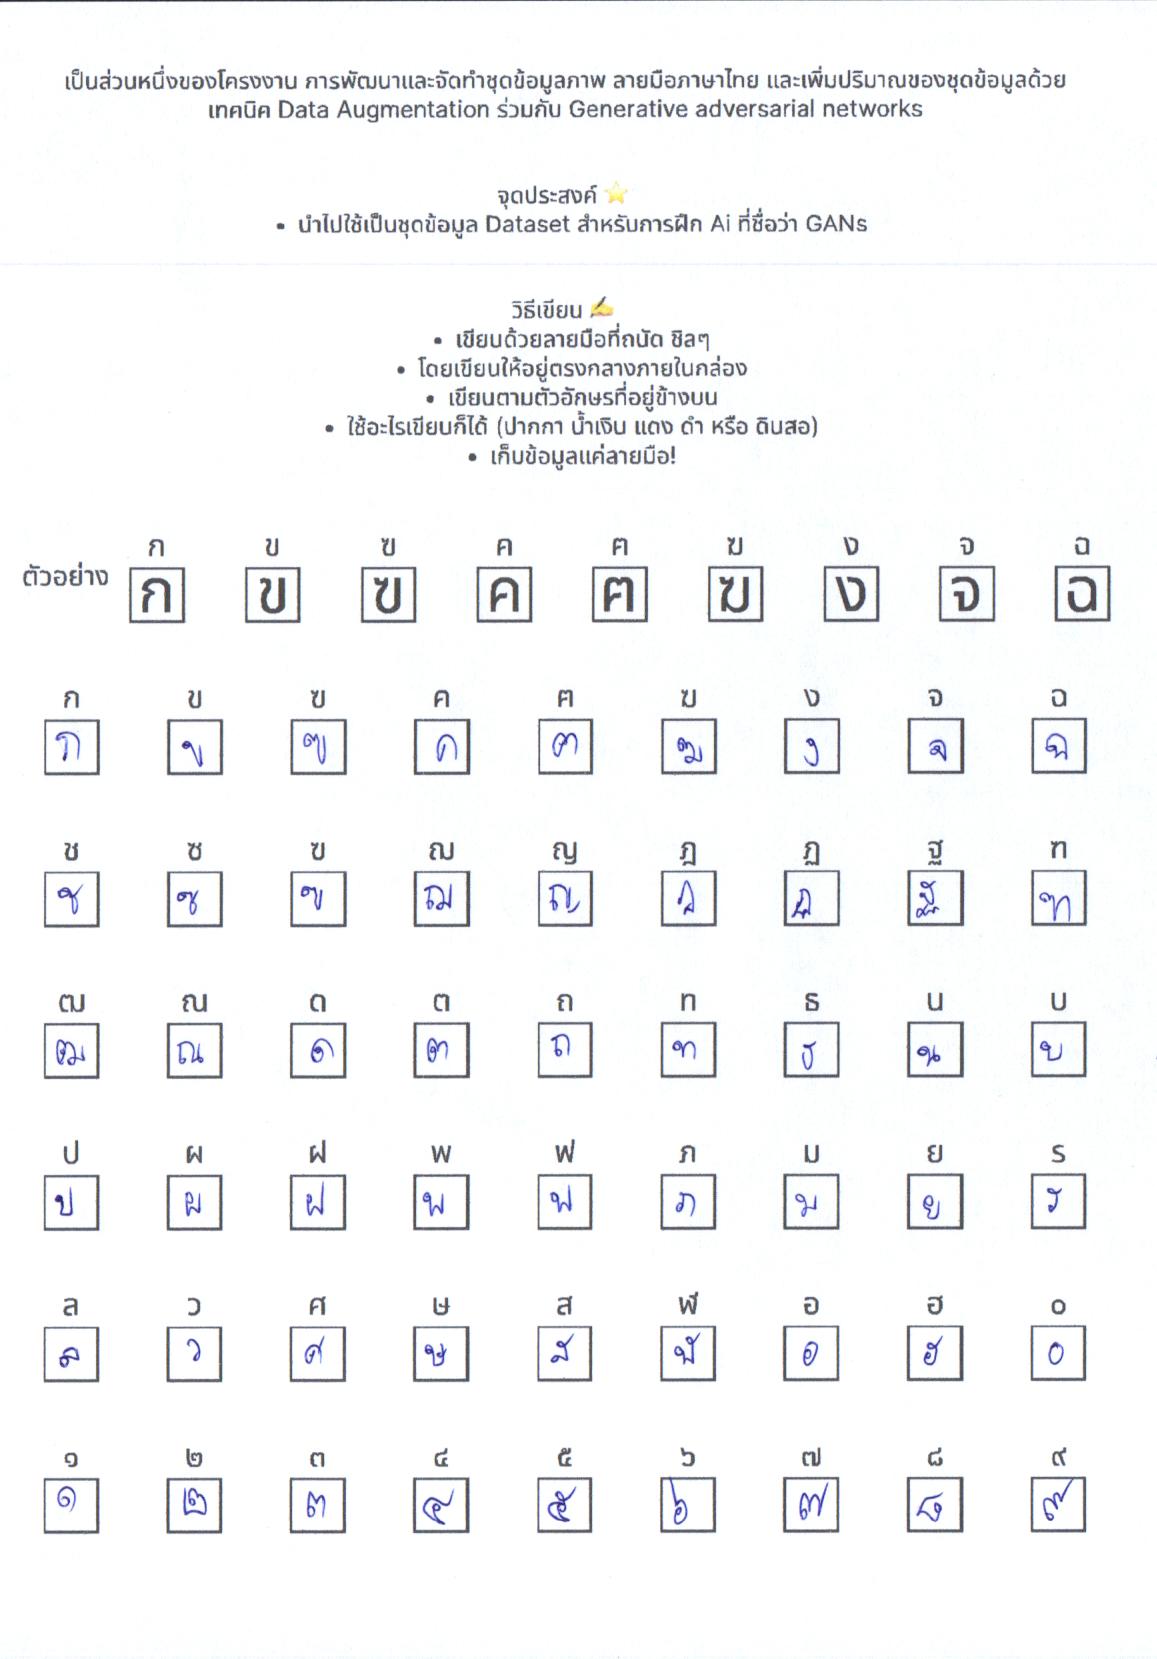 เป็นส่วนหนึ่งของโครงงาน การพัฒนาและจัดทำชุดข้อมูลภาพ ลายมือภาษาไทย และเพิ่มปริมาณของชุดข้อมูลด้วย
เทคนิค Data Augmentation ร่วมกับ Generative adversarial networks
จุดประสงค์ ⭐
• นำไปใช้เป็นชุดข้อมูล Dataset สำหรับการฝึก Ai ที่ชื่อว่า GANs
วิธีเขียน ✍️
• เขียนด้วยลายมือที่ถนัด ชิลๆ
• โดยเขียนให้อยู่ตรงกลางภายในกล่อง
• เขียนตามตัวอักษรที่อยู่ข้างบน
• ใช้อะไรเขียนก็ได้ (ปากกา น้ำเงิน แดง ดำ หรือ ดินสอ)
• เก็บข้อมูลแค่ลายมือ!
ก ข ฃ ค ฅ ฆ ง จ ฉ
ตัวอย่าง ก ข ฃ ค ฅ ฆ ง จ ฉ
ก ข ฃ ค ฅ ฆ ง จ ฉ
ก ข ฃ ค ฅ ฆ ง จ ฉ
ช ซ ฃ ฌ ญ ฎ ฏ ฐ ฑ
ช ซ ฃ ฌ ญ ฎ ฏ ฐ ฑ
ฒ ณ ด ต ถ ท ธ น บ
ฒ ณ ด ต ถ ท ธ น บ
ป ผ ฝ พ ฟ ภ ม ย ร
ป ผ ฝ พ ฟ ภ ม ย ร
ล ว ศ ษ ส ฬ อ ฮ ๐
ล ว ศ ษ ส ฬ อ ฮ ๐
๑ ๒ ๓ ๔ ๕ ๖ ๗ ๘ ๙
๑ ๒ ๓ ๔ ๕ ๖ ๗ ๘ ๙